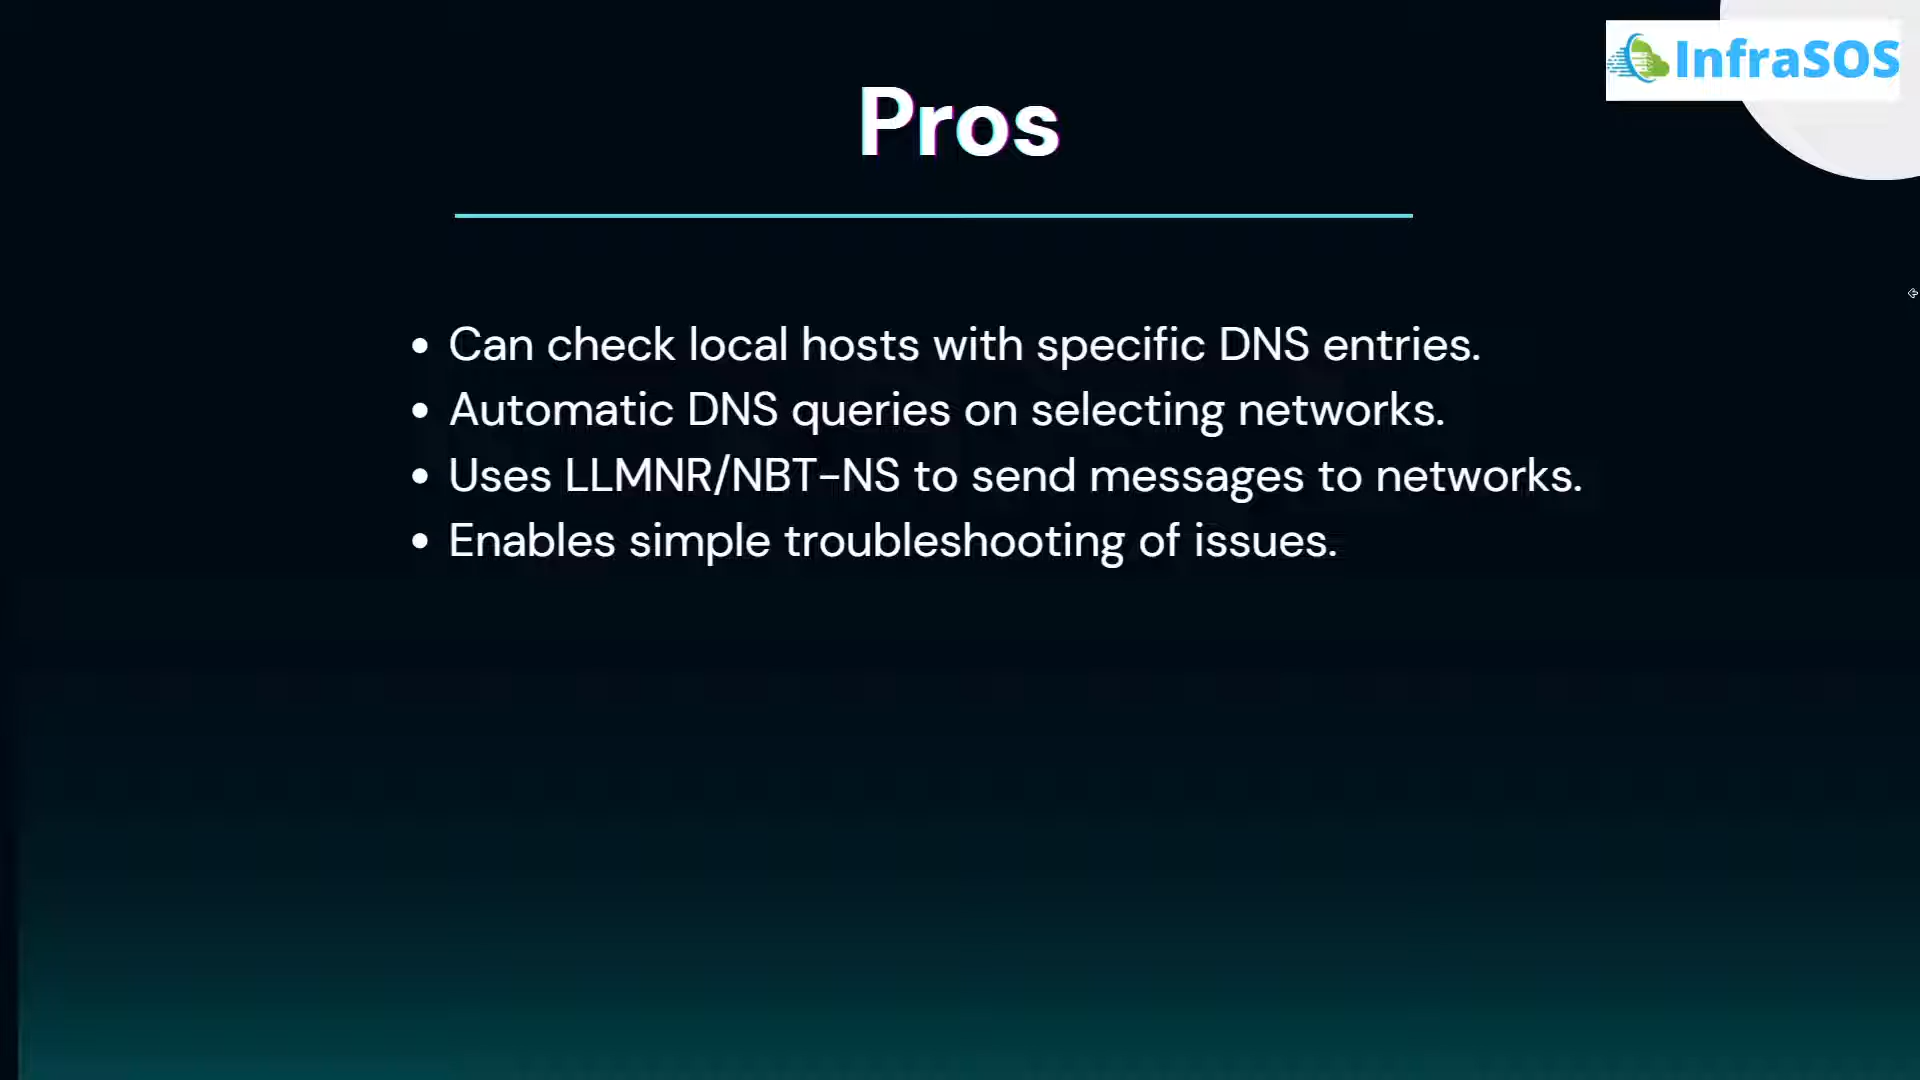 InfraSOS
Pros
• Can check local hosts with specific DNS entries.
• Automatic DNS queries on selecting networks.
• Uses LLMNR/NBT-NS to send messages to networks.
• Enables simple troubleshooting of issues.